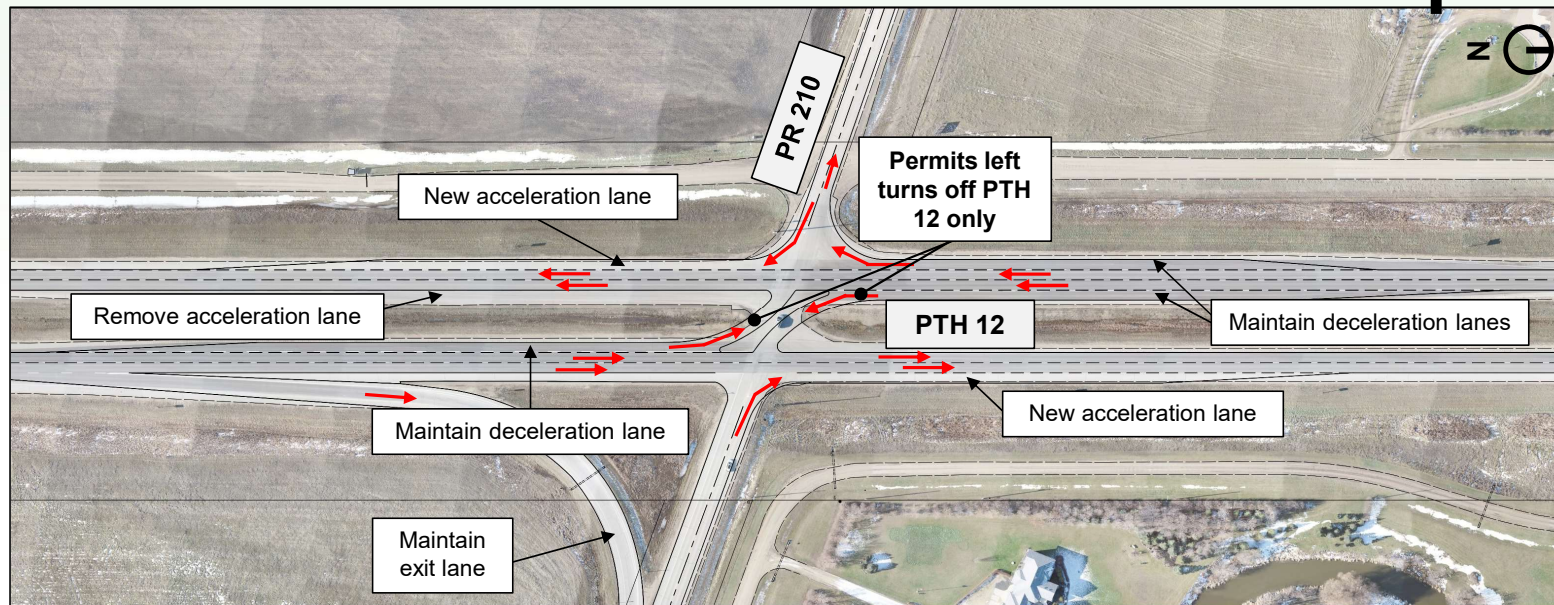 N
PR 210
Permits left
turns off PTH
12 only
New acceleration lane
Remove acceleration lane
PTH 12
Maintain deceleration lanes
Maintain deceleration lane
New acceleration lane
Maintain
exit lane